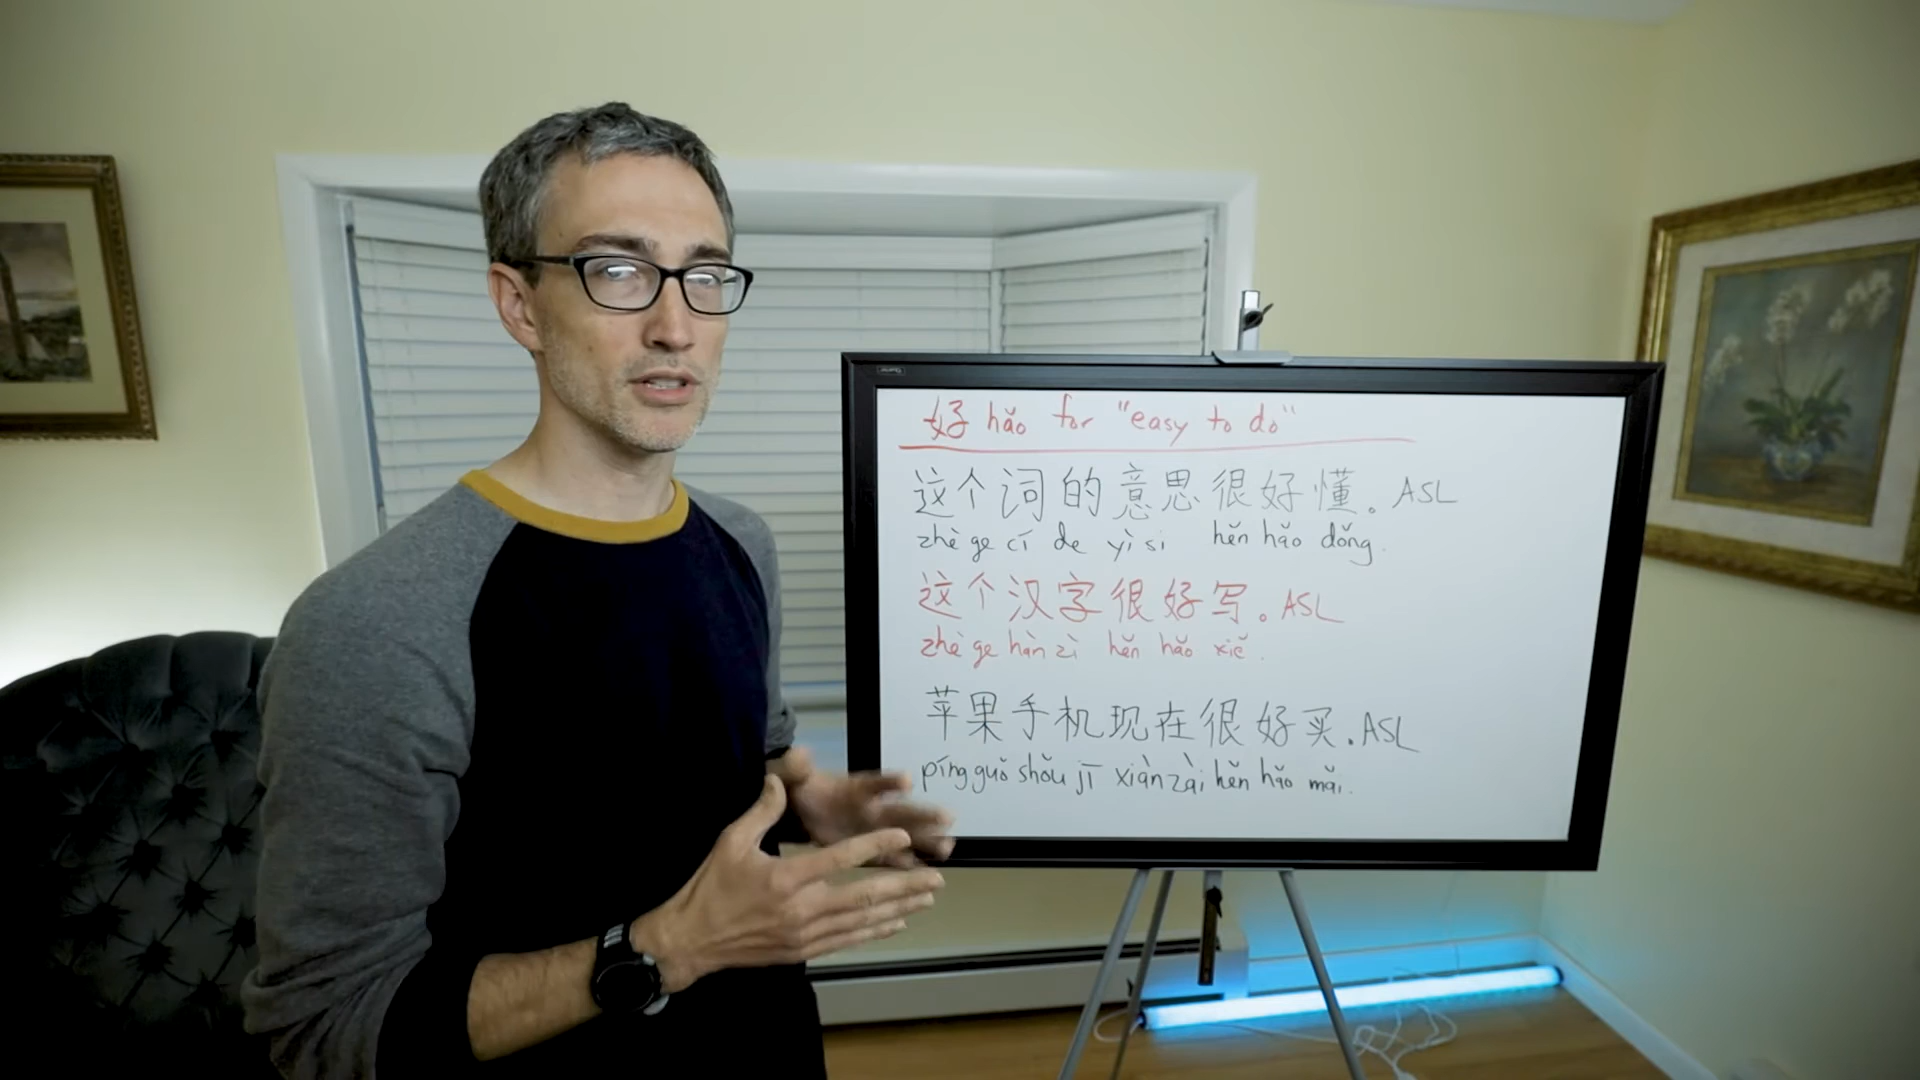 好 hǎo for "easy to do"
这个词的意思很好懂。ASL
zhè ge cí de yì si hěn hǎo dǒng.
这个汉字很好写。ASL
zhè ge hàn zì hěn hǎo xiě.
苹果手机现在很好买.ASL
píng guǒ shǒu jī xiàn zài hěn hǎo mǎi.